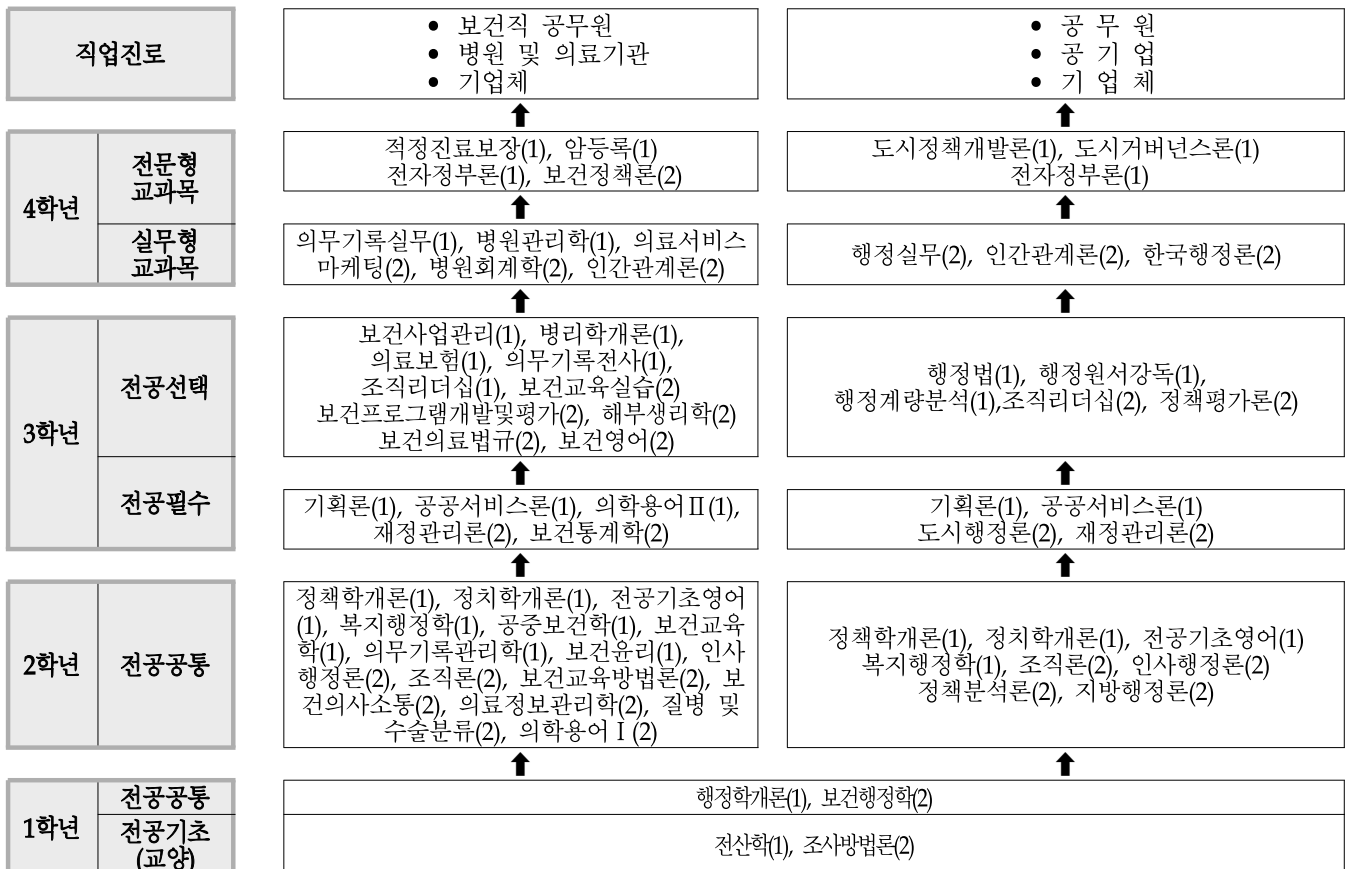 직업진로
● 보건직 공무원
● 병원 및 의료기관
● 기업체
● 공 무 원
● 공 기 업
● 기 업 체
4학년
전문형
교과목
적정진료보장(1), 암등록(1)
전자정부론(1), 보건정책론(2)
도시정책개발론(1), 도시거버넌스론(1)
전자정부론(1)
실무형
교과목
의무기록실무(1), 병원관리학(1), 의료서비스
마케팅(2), 병원회계학(2), 인간관계론(2)
행정실무(2), 인간관계론(2), 한국행정론(2)
3학년
전공선택
보건사업관리(1), 병리학개론(1),
의료보험(1), 의무기록전사(1),
조직리더십(1), 보건교육실습(2)
보건프로그램개발및평가(2), 해부생리학(2)
보건의료법규(2), 보건영어(2)
행정법(1), 행정원서강독(1),
행정계량분석(1),조직리더십(2), 정책평가론(2)
전공필수
기획론(1), 공공서비스론(1), 의학용어Ⅱ(1),
재정관리론(2), 보건통계학(2)
기획론(1), 공공서비스론(1)
도시행정론(2), 재정관리론(2)
2학년
전공공통
정책학개론(1), 정치학개론(1), 전공기초영어
(1), 복지행정학(1), 공중보건학(1), 보건교육
학(1), 의무기록관리학(1), 보건윤리(1), 인사
행정론(2), 조직론(2), 보건교육방법론(2), 보
건의사소통(2), 의료정보관리학(2), 질병 및
수술분류(2), 의학용어Ⅰ(2)
정책학개론(1), 정치학개론(1), 전공기초영어(1)
복지행정학(1), 조직론(2), 인사행정론(2)
정책분석론(2), 지방행정론(2)
1학년
전공공통
행정학개론(1), 보건행정학(2)
전공기초
(교양)
전산학(1), 조사방법론(2)